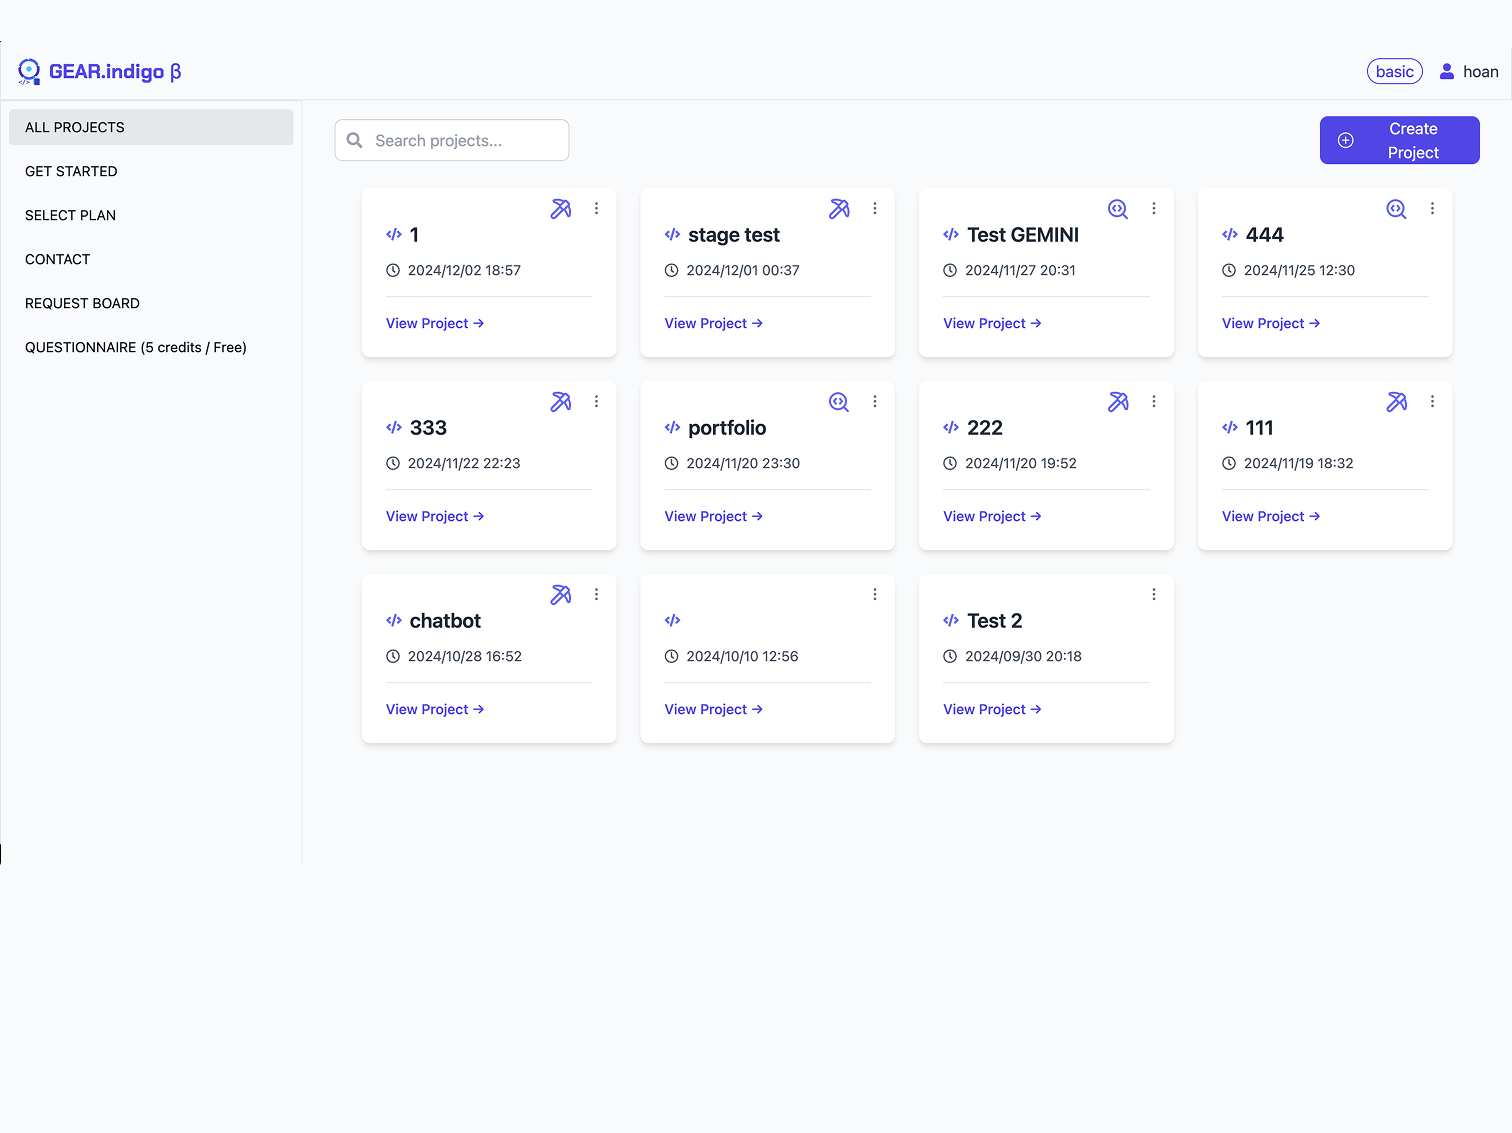 GEAR.indigo β
basic
hoan
ALL PROJECTS
GET STARTED
SELECT PLAN
CONTACT
REQUEST BOARD
QUESTIONNAIRE (5 credits / Free)
Search projects...
Create
Project
1
2024/12/02 18:57
View Project →
stage test
2024/12/01 00:37
View Project →
Test GEMINI
2024/11/27 20:31
View Project →
444
2024/11/25 12:30
View Project →
333
2024/11/22 22:23
View Project →
portfolio
2024/11/20 23:30
View Project →
222
2024/11/20 19:52
View Project →
111
2024/11/19 18:32
View Project →
chatbot
2024/10/28 16:52
View Project →
2024/10/10 12:56
View Project →
Test 2
2024/09/30 20:18
View Project →